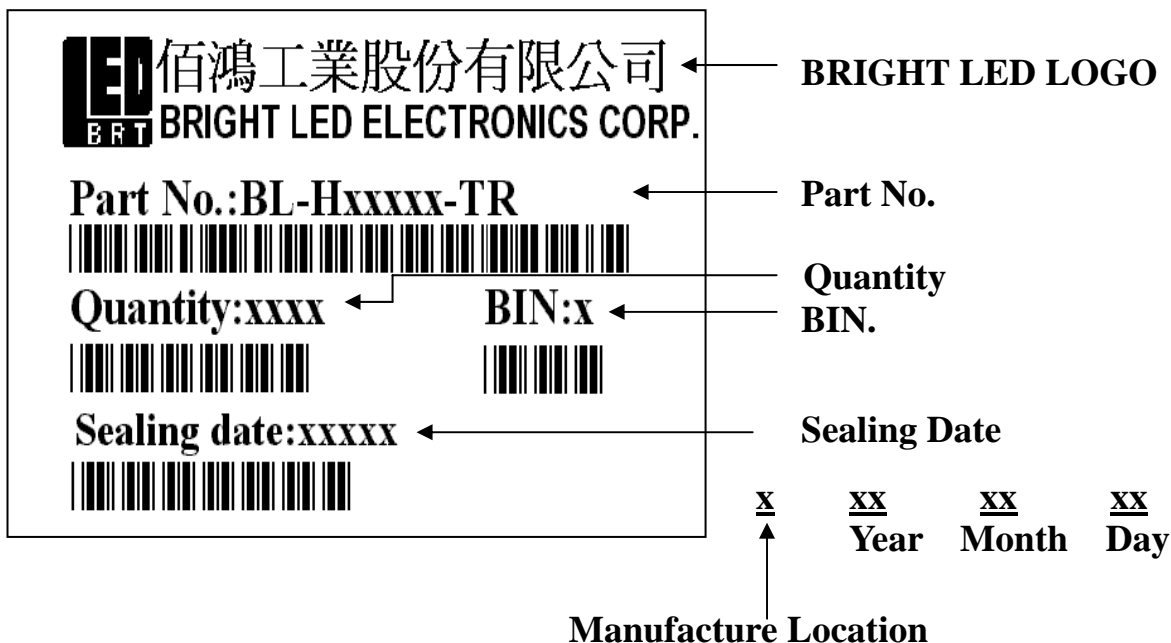 LED 佰鴻工業股份有限公司
BRT BRIGHT LED ELECTRONICS CORP.
BRIGHT LED LOGO
Part No.:BL-Hxxxxx-TR
Part No.
Quantity:xxxx
BIN:x
Quantity
BIN.
Sealing date:xxxxx
Sealing Date
x xx xx xx
Year Month Day
Manufacture Location